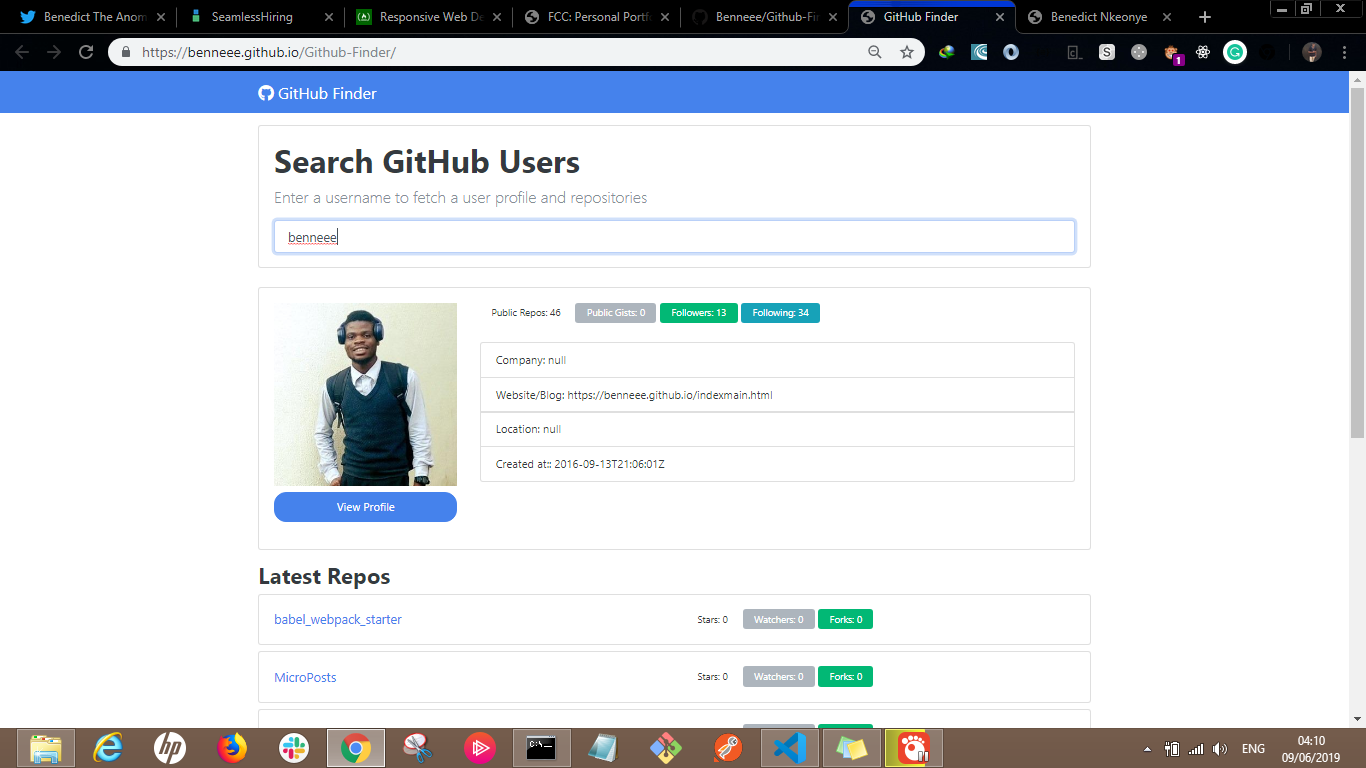 Benedict The Anom
SeamlessHiring
Responsive Web De
FCC: Personal Portf
Benneee/Github-Fin
GitHub Finder
Benedict Nkeonye
https://benneee.github.io/Github-Finder/
S
1
GitHub Finder
Search GitHub Users
Enter a username to fetch a user profile and repositories
benneee
Public Repos: 46
Public Gists: 0
Followers: 13
Following: 34
Company: null
Website/Blog: https://benneee.github.io/indexmain.html
Location: null
Created at:: 2016-09-13T21:06:01Z
View Profile
Latest Repos
babel_webpack_starter
Stars: 0
Watchers: 0
Forks: 0
MicroPosts
Stars: 0
Watchers: 0
Forks: 0
hp
C:\-
ENG
04:10
09/06/2019